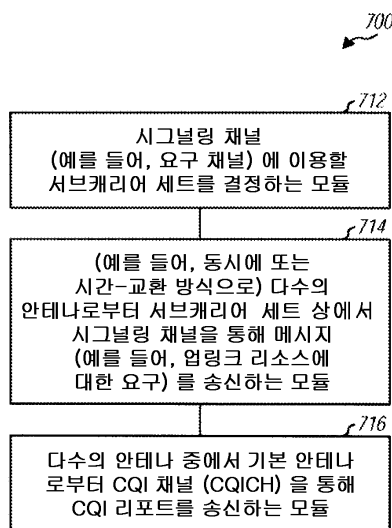 700
712
시그널링 채널
(예를 들어, 요구 채널) 에 이용할
서브캐리어 세트를 결정하는 모듈
714
(예를 들어, 동시에 또는
시간-교환 방식으로) 다수의
안테나로부터 서브캐리어 세트 상에서
시그널링 채널을 통해 메시지
(예를 들어, 업링크 리소스에
대한 요구) 를 송신하는 모듈
716
다수의 안테나 중에서 기본 안테나
로부터 CQI 채널 (CQICH) 을 통해
CQI 리포트를 송신하는 모듈